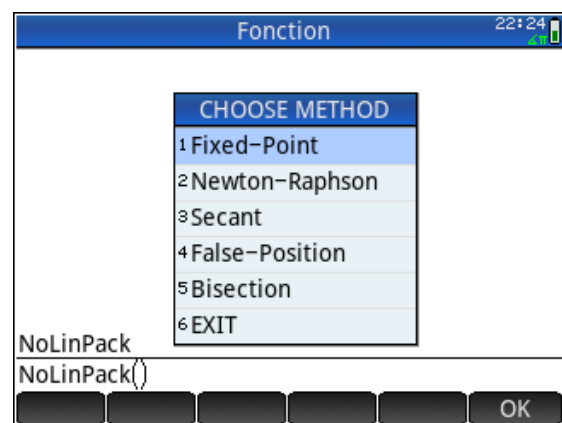 Fonction 22:24
∡π
CHOOSE METHOD
1 Fixed-Point
2 Newton-Raphson
3 Secant
4 False-Position
5 Bisection
6 EXIT
NoLinPack
NoLinPack()
OK